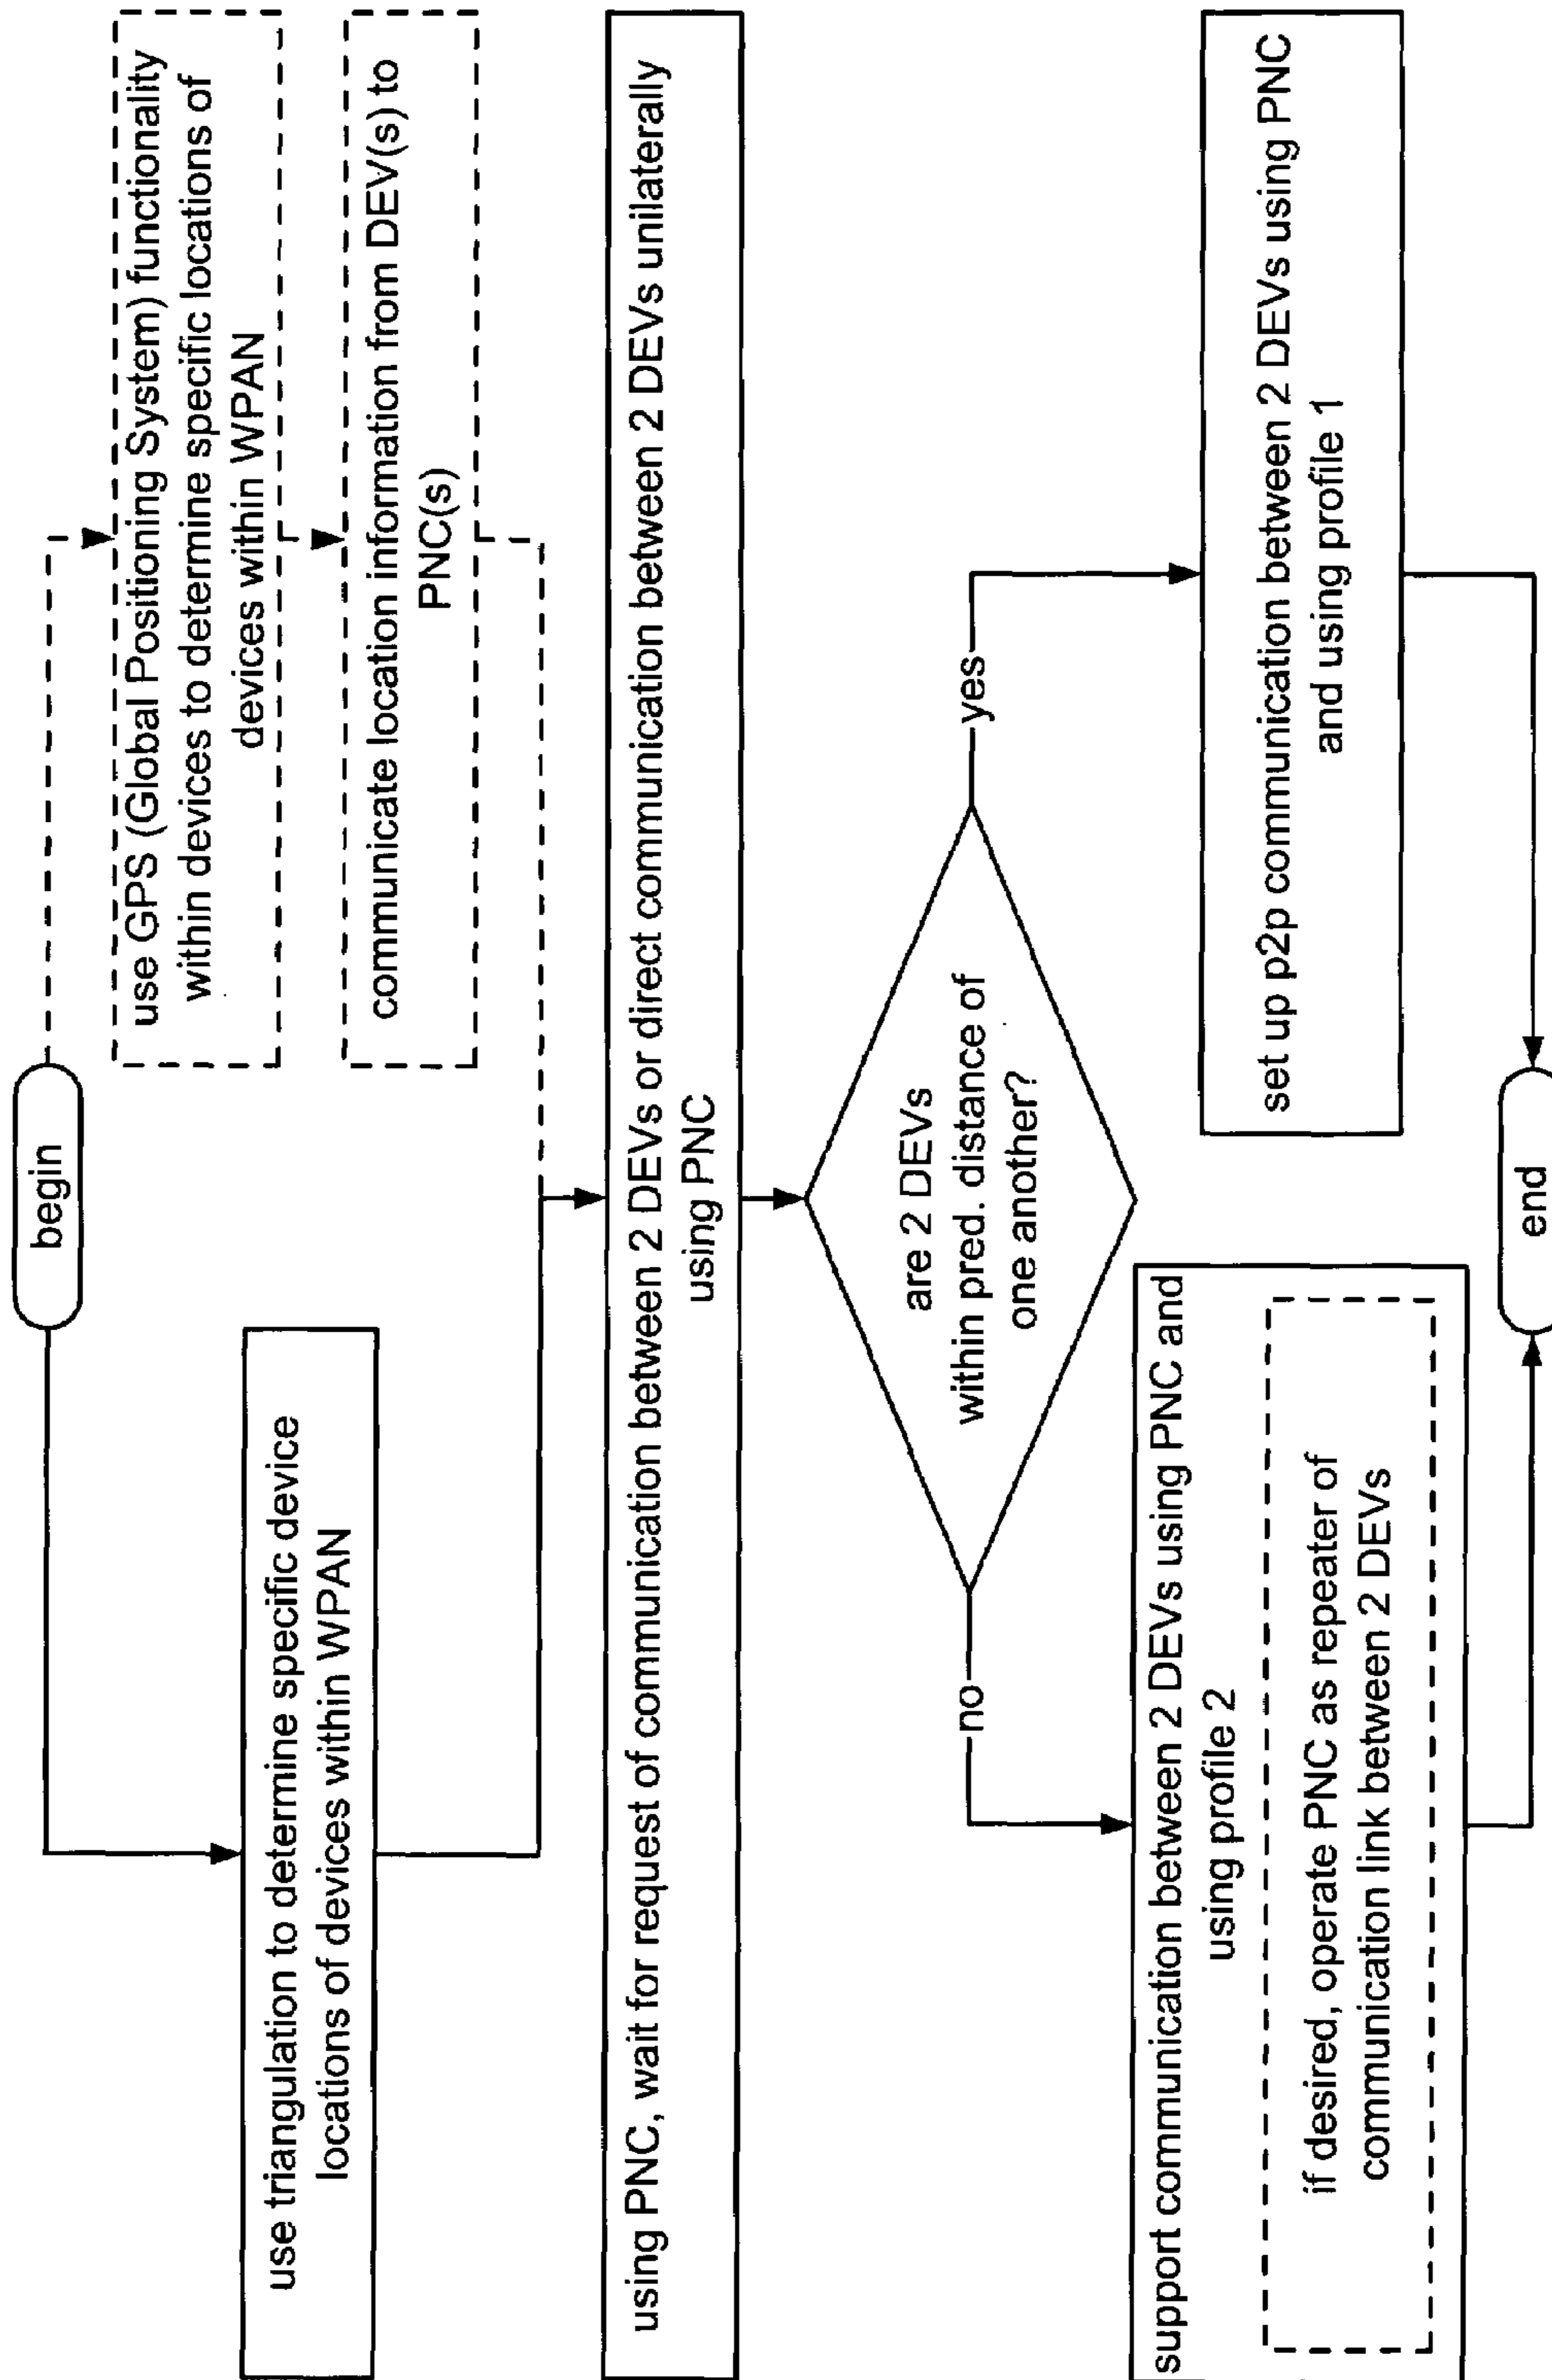 begin
use triangulation to determine specific device
locations of devices within WPAN
use GPS (Global Positioning System) functionality
within devices to determine specific locations of
devices within WPAN
communicate location information from DEV(s) to
PNC(s)
using PNC, wait for request of communication between 2 DEVs or direct communication between 2 DEVs unilaterally
using PNC
are 2 DEVs
within pred. distance of
one another?
no
yes
support communication between 2 DEVs using PNC and
using profile 2
if desired, operate PNC as repeater of
communication link between 2 DEVs
set up p2p communication between 2 DEVs using PNC
and using profile 1
end